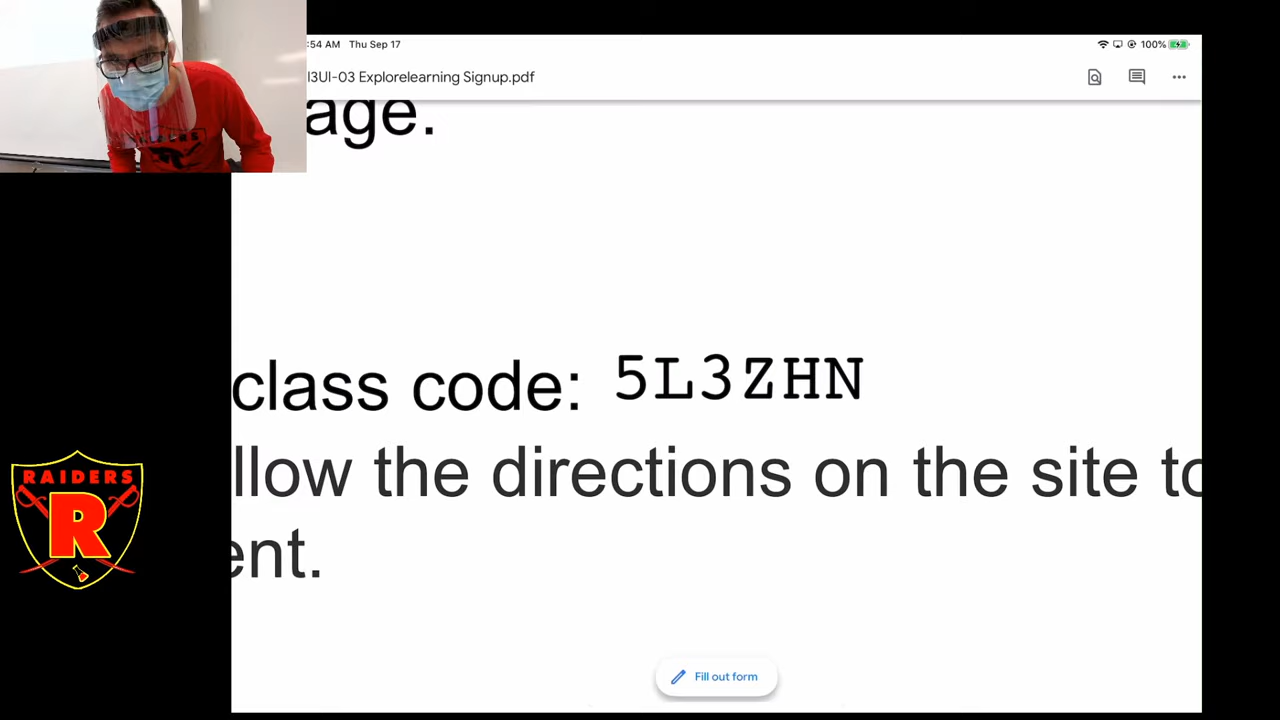 :54 AM Thu Sep 17
100%
I3UI-03 Explorelearning Signup.pdf
age.
class code: 5L3ZHN
llow the directions on the site to
ent.
RAIDERS
R
Fill out form